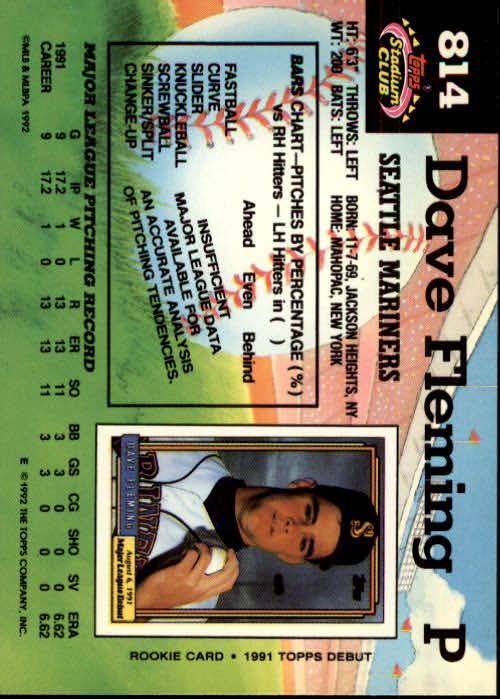 814
Topps
Stadium
CLUB
Dave Fleming P
SEATTLE MARINERS
HT: 6'3" THROWS: LEFT BORN: 11-7-69, JACKSON HEIGHTS, NY
WT: 200 BATS: LEFT HOME: MAHOPAC, NEW YORK
BARS CHART—PITCHES BY PERCENTAGE (%)
vs RH Hitters — LH Hitters in ( )
Ahead Even Behind
FASTBALL
CURVE
SLIDER
KNUCKLEBALL
SCREWBALL
SINKER/SPLIT
CHANGE-UP
INSUFFICIENT
MAJOR LEAGUE DATA
AVAILABLE FOR
AN ACCURATE ANALYSIS
OF PITCHING TENDENCIES.
DAVE FLEMING
August 6, 1991
Major League Debut
ROOKIE CARD • 1991 TOPPS DEBUT
MAJOR LEAGUE PITCHING RECORD
G IP W L R ER SO BB GS CG SHO SV ERA
1991 9 17.2 1 0 13 13 11 3 3 0 0 0 6.62
CAREER 9 17.2 1 0 13 13 11 3 3 0 0 0 6.62
©MLB & MLBPA 1992
E ©1992 THE TOPPS COMPANY, INC.